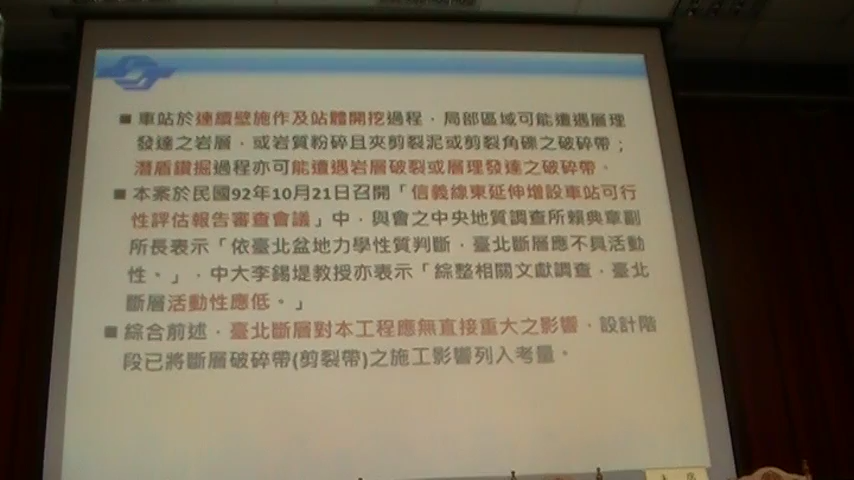 ■ 車站於連續壁施作及站體開挖過程，局部區域可能遭遇層理
發達之岩層，或岩質粉碎且夾剪裂泥或剪裂角礫之破碎帶；
潛盾鑽掘過程亦可能遭遇岩層破裂或層理發達之破碎帶。
■ 本案於民國92年10月21日召開「信義線東延伸增設車站可行
性評估報告審查會議」中，與會之中央地質調查所賴典章副
所長表示「依臺北盆地力學性質判斷，臺北斷層應不具活動
性。」，中大李錫堤教授亦表示「綜整相關文獻調查，臺北
斷層活動性應低。」
■ 綜合前述，臺北斷層對本工程應無直接重大之影響，設計階
段已將斷層破碎帶(剪裂帶)之施工影響列入考量。